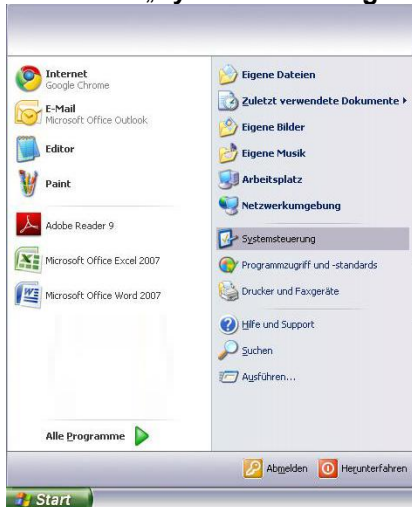 Internet
Google Chrome
E-Mail
Microsoft Office Outlook
Editor
Paint
Adobe Reader 9
Microsoft Office Excel 2007
Microsoft Office Word 2007
Alle Programme
Eigene Dateien
Zuletzt verwendete Dokumente
Eigene Bilder
Eigene Musik
Arbeitsplatz
Netzwerkumgebung
Systemsteuerung
Programmzugriff und -standards
Drucker und Faxgeräte
Hilfe und Support
Suchen
Ausführen...
Abmelden Herunterfahren
Start